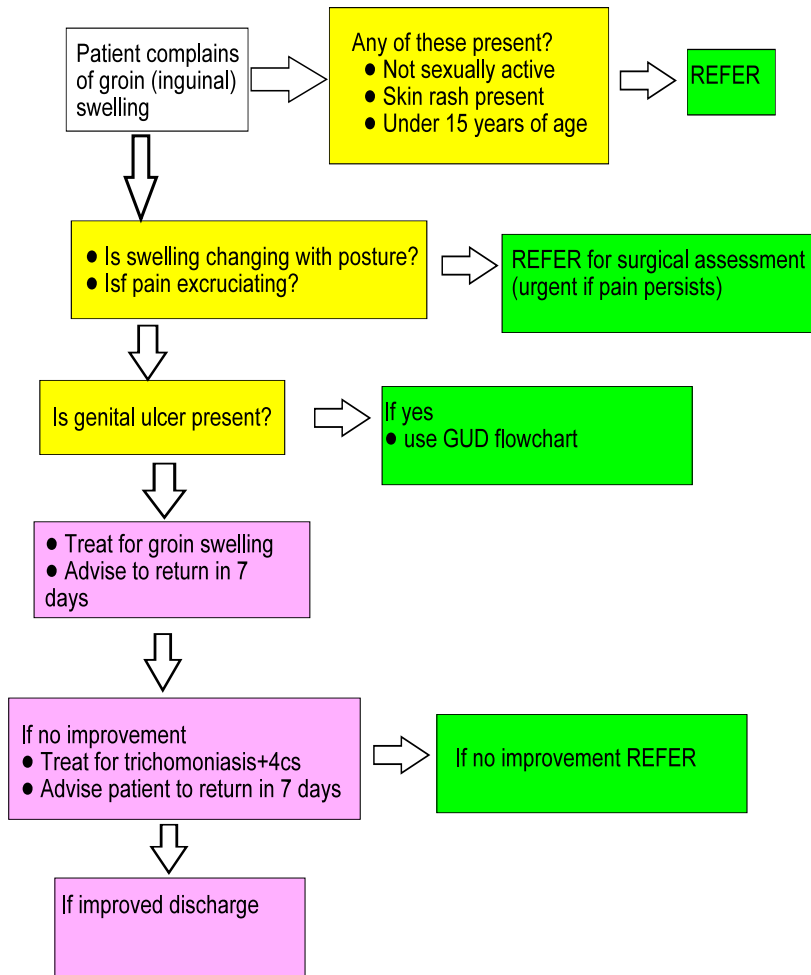 Patient complains
of groin (inguinal)
swelling
Any of these present?
● Not sexually active
● Skin rash present
● Under 15 years of age
REFER
● Is swelling changing with posture?
● Isf pain excruciating?
REFER for surgical assessment
(urgent if pain persists)
Is genital ulcer present?
If yes
● use GUD flowchart
● Treat for groin swelling
● Advise to return in 7
days
If no improvement
● Treat for trichomoniasis+4cs
● Advise patient to return in 7 days
If no improvement REFER
If improved discharge